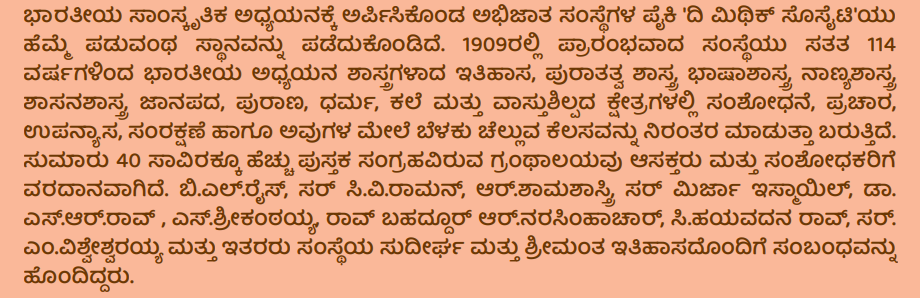 ಭಾರತೀಯ ಸಾಂಸ್ಕೃತಿಕ ಅಧ್ಯಯನಕ್ಕೆ ಅರ್ಪಿಸಿಕೊಂಡ ಅಭಿಜಾತ ಸಂಸ್ಥೆಗಳ ಪೈಕಿ 'ದಿ ಮಿಥಿಕ್ ಸೊಸೈಟಿ'ಯು
ಹೆಮ್ಮೆ ಪಡುವಂಥ ಸ್ಥಾನವನ್ನು ಪಡೆದುಕೊಂಡಿದೆ. 1909ರಲ್ಲಿ ಪ್ರಾರಂಭವಾದ ಸಂಸ್ಥೆಯು ಸತತ 114
ವರ್ಷಗಳಿಂದ ಭಾರತೀಯ ಅಧ್ಯಯನ ಶಾಸ್ತ್ರಗಳಾದ ಇತಿಹಾಸ, ಪುರಾತತ್ವ ಶಾಸ್ತ್ರ, ಭಾಷಾಶಾಸ್ತ್ರ, ನಾಣ್ಯಶಾಸ್ತ್ರ,
ಶಾಸನಶಾಸ್ತ್ರ, ಜಾನಪದ, ಪುರಾಣ, ಧರ್ಮ, ಕಲೆ ಮತ್ತು ವಾಸ್ತುಶಿಲ್ಪದ ಕ್ಷೇತ್ರಗಳಲ್ಲಿ ಸಂಶೋಧನೆ, ಪ್ರಚಾರ,
ಉಪನ್ಯಾಸ, ಸಂರಕ್ಷಣೆ ಹಾಗೂ ಅವುಗಳ ಮೇಲೆ ಬೆಳಕು ಚೆಲ್ಲುವ ಕೆಲಸವನ್ನು ನಿರಂತರ ಮಾಡುತ್ತಾ ಬರುತ್ತಿದೆ.
ಸುಮಾರು 40 ಸಾವಿರಕ್ಕೂ ಹೆಚ್ಚು ಪುಸ್ತಕ ಸಂಗ್ರಹವಿರುವ ಗ್ರಂಥಾಲಯವು ಆಸಕ್ತರು ಮತ್ತು ಸಂಶೋಧಕರಿಗೆ
ವರದಾನವಾಗಿದೆ. ಬಿ.ಎಲ್.ರೈಸ್, ಸರ್ ಸಿ.ವಿ.ರಾಮನ್, ಆರ್.ಶಾಮಶಾಸ್ತ್ರಿ, ಸರ್ ಮಿರ್ಜಾ ಇಸ್ಮಾಯಿಲ್, ಡಾ.
ಎಸ್.ಆರ್.ರಾವ್ , ಎಸ್.ಶ್ರೀಕಂಠಯ್ಯ, ರಾವ್ ಬಹದ್ದೂರ್ ಆರ್.ನರಸಿಂಹಾಚಾರ್, ಸಿ.ಹಯವದನ ರಾವ್, ಸರ್.
ಎಂ.ವಿಶ್ವೇಶ್ವರಯ್ಯ ಮತ್ತು ಇತರರು ಸಂಸ್ಥೆಯ ಸುದೀರ್ಘ ಮತ್ತು ಶ್ರೀಮಂತ ಇತಿಹಾಸದೊಂದಿಗೆ ಸಂಬಂಧವನ್ನು
ಹೊಂದಿದ್ದರು.